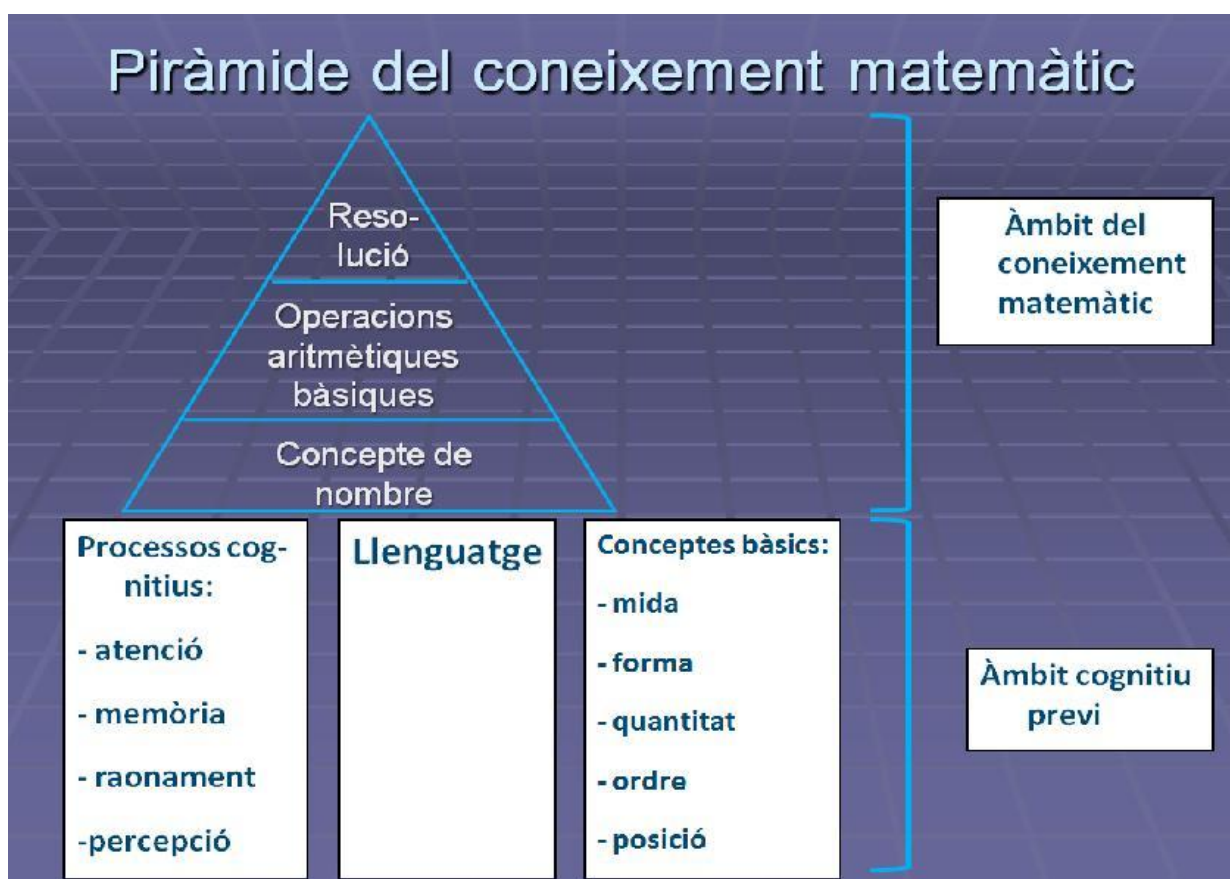 Piràmide del coneixement matemàtic
Reso-
lució
Operacions
aritmètiques
bàsiques
Concepte de
nombre
Àmbit del
coneixement
matemàtic
Processos cog-
nitius:
- atenció
- memòria
- raonament
-percepció
Llenguatge
Conceptes bàsics:
- mida
- forma
- quantitat
- ordre
- posició
Àmbit cognitiu
previ